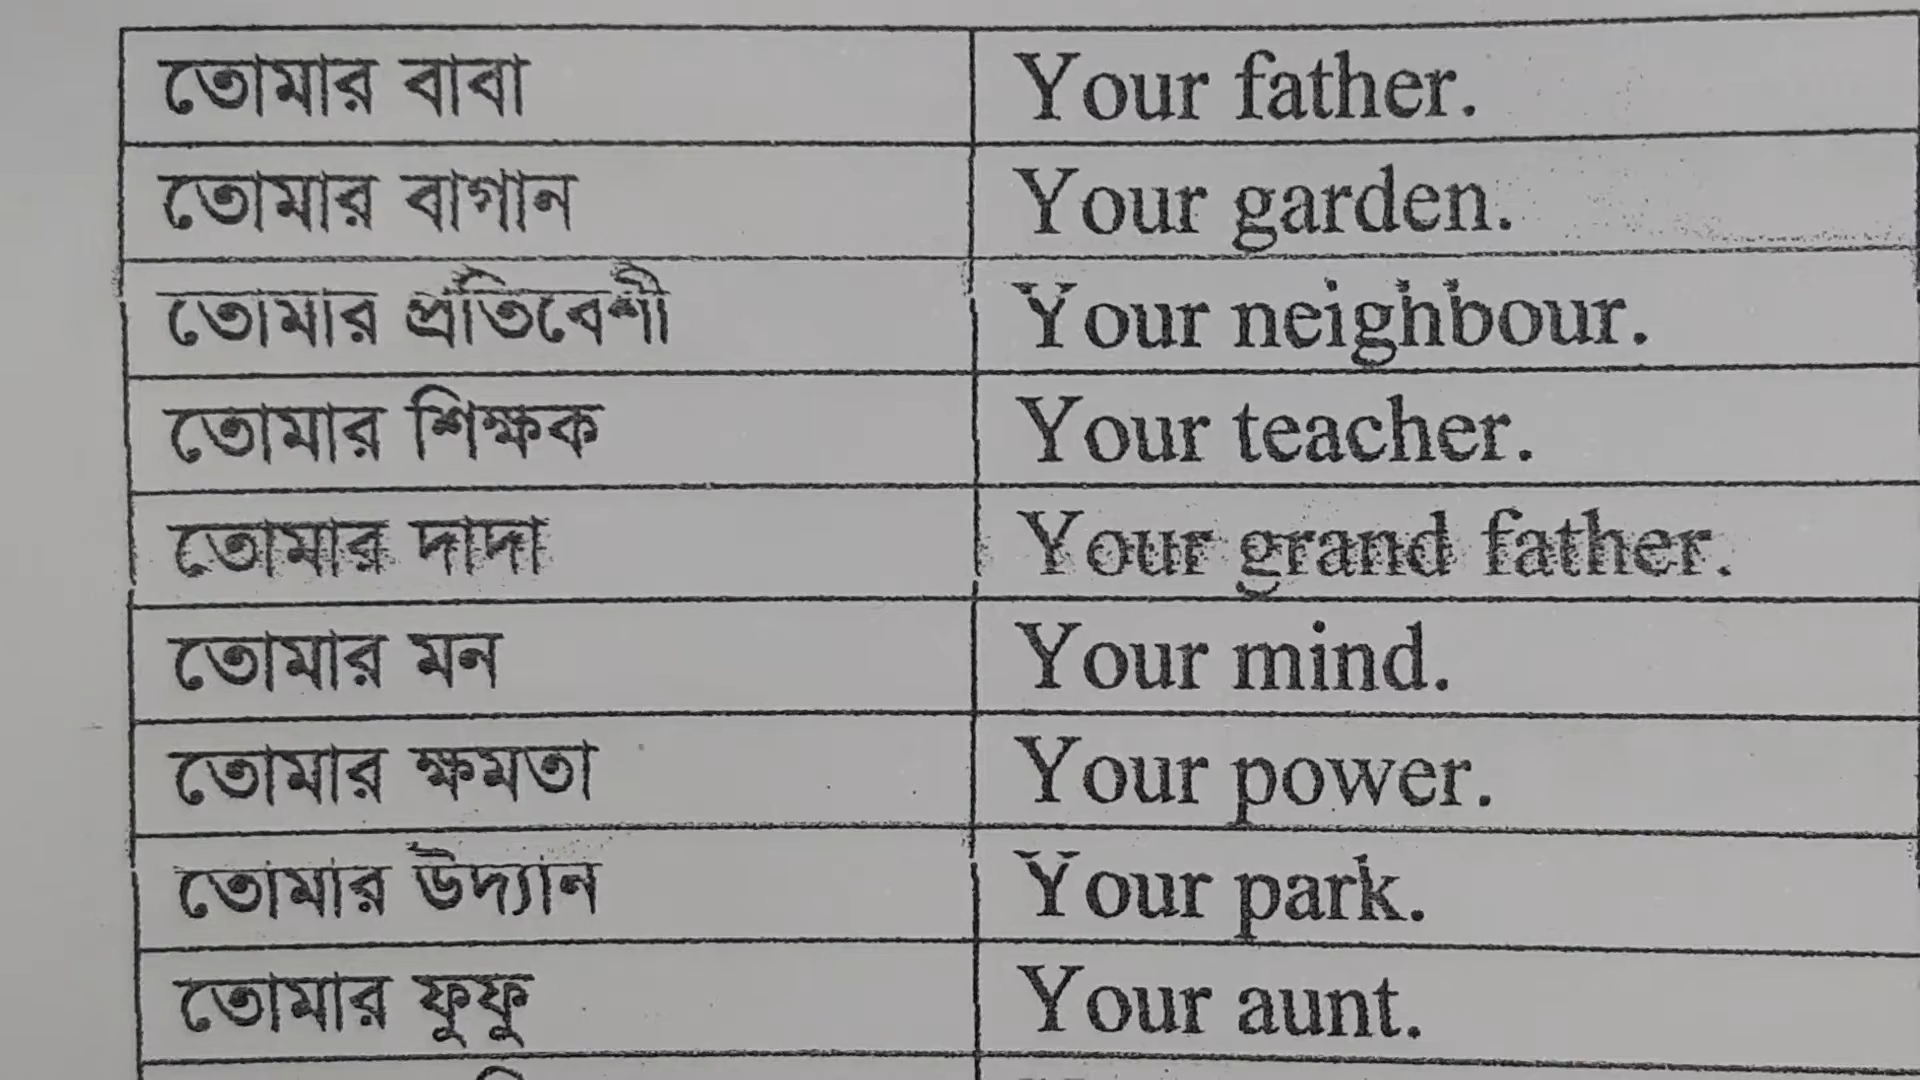 তোমার বাবা Your father.
তোমার বাগান Your garden.
তোমার প্রতিবেশী Your neighbour.
তোমার শিক্ষক Your teacher.
তোমার দাদা Your grand father.
তোমার মন Your mind.
তোমার ক্ষমতা Your power.
তোমার উদ্যান Your park.
তোমার ফুফু Your aunt.